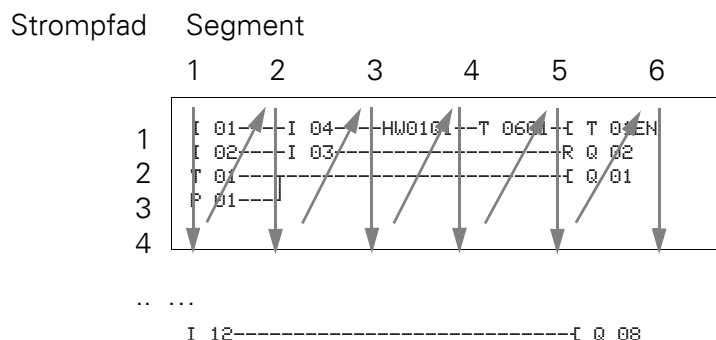 Strompfad Segment
1 2 3 4 5 6
1 [ 01----I 04----HW01Q1--T 06Q1-[ T 04EN
2 [ 02----I 03-------------------R Q 02
3 T 01---------------------------[ Q 01
4 P 01---
.. ...
I 12---------------------------[ Q 08